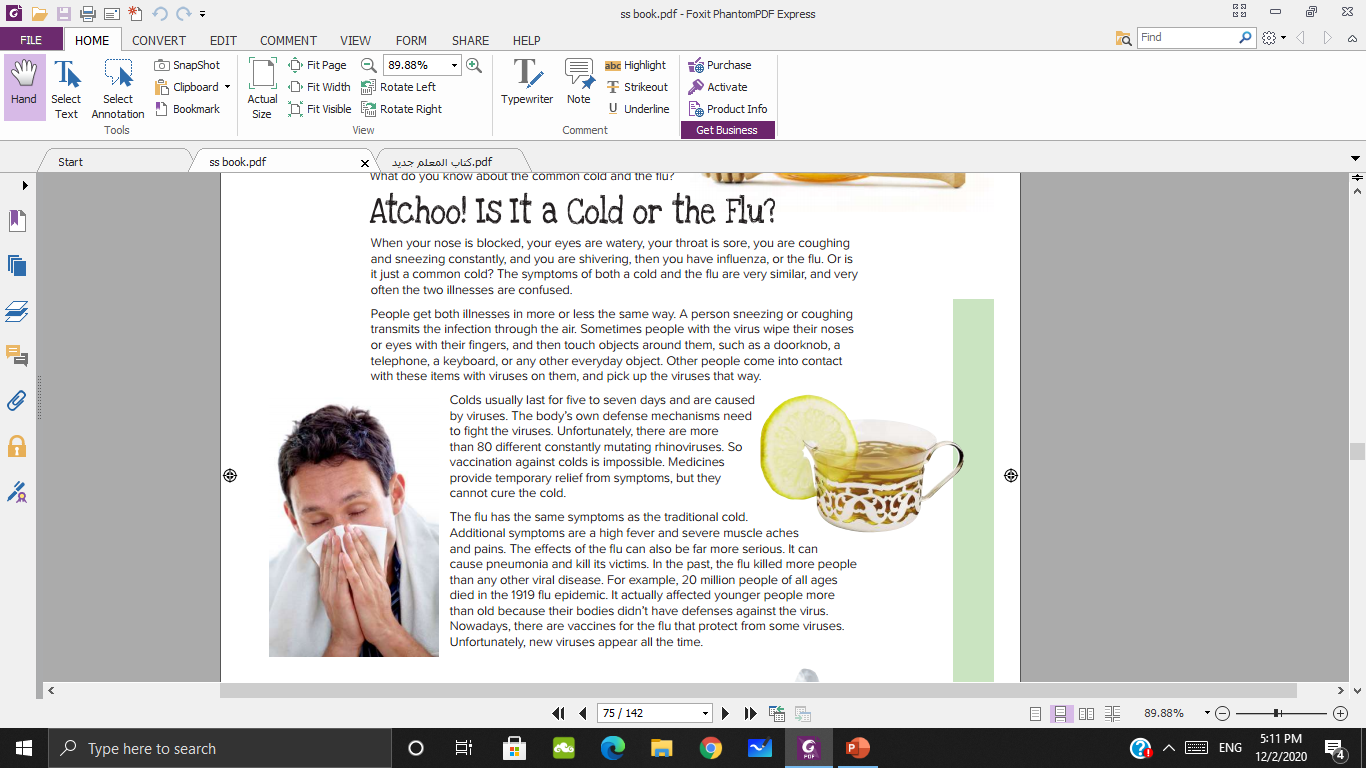 ss book.pdf - Foxit PhantomPDF Express
FILE
HOME
CONVERT
EDIT
COMMENT
VIEW
FORM
SHARE
HELP
Find
Hand
Select
Text
Select
Annotation
SnapShot
Clipboard
Bookmark
Tools
Actual
Size
Fit Page
Fit Width
Fit Visible
89.88%
Rotate Left
Rotate Right
View
Typewriter
Note
abc Highlight
T Strikeout
U Underline
Comment
Purchase
Activate
Product Info
Get Business
Start
ss book.pdf
كتاب المعلم جديد.pdf
What do you know about the common cold and the flu?
Atchoo! Is It a Cold or the Flu?
When your nose is blocked, your eyes are watery, your throat is sore, you are coughing
and sneezing constantly, and you are shivering, then you have influenza, or the flu. Or is
it just a common cold? The symptoms of both a cold and the flu are very similar, and very
often the two illnesses are confused.
People get both illnesses in more or less the same way. A person sneezing or coughing
transmits the infection through the air. Sometimes people with the virus wipe their noses
or eyes with their fingers, and then touch objects around them, such as a doorknob, a
telephone, a keyboard, or any other everyday object. Other people come into contact
with these items with viruses on them, and pick up the viruses that way.
Colds usually last for five to seven days and are caused
by viruses. The body's own defense mechanisms need
to fight the viruses. Unfortunately, there are more
than 80 different constantly mutating rhinoviruses. So
vaccination against colds is impossible. Medicines
provide temporary relief from symptoms, but they
cannot cure the cold.
The flu has the same symptoms as the traditional cold.
Additional symptoms are a high fever and severe muscle aches
and pains. The effects of the flu can also be far more serious. It can
cause pneumonia and kill its victims. In the past, the flu killed more people
than any other viral disease. For example, 20 million people of all ages
died in the 1919 flu epidemic. It actually affected younger people more
than old because their bodies didn't have defenses against the virus.
Nowadays, there are vaccines for the flu that protect from some viruses.
Unfortunately, new viruses appear all the time.
75 / 142
89.88%
Type here to search
PDF
ENG
5:11 PM
12/2/2020
4